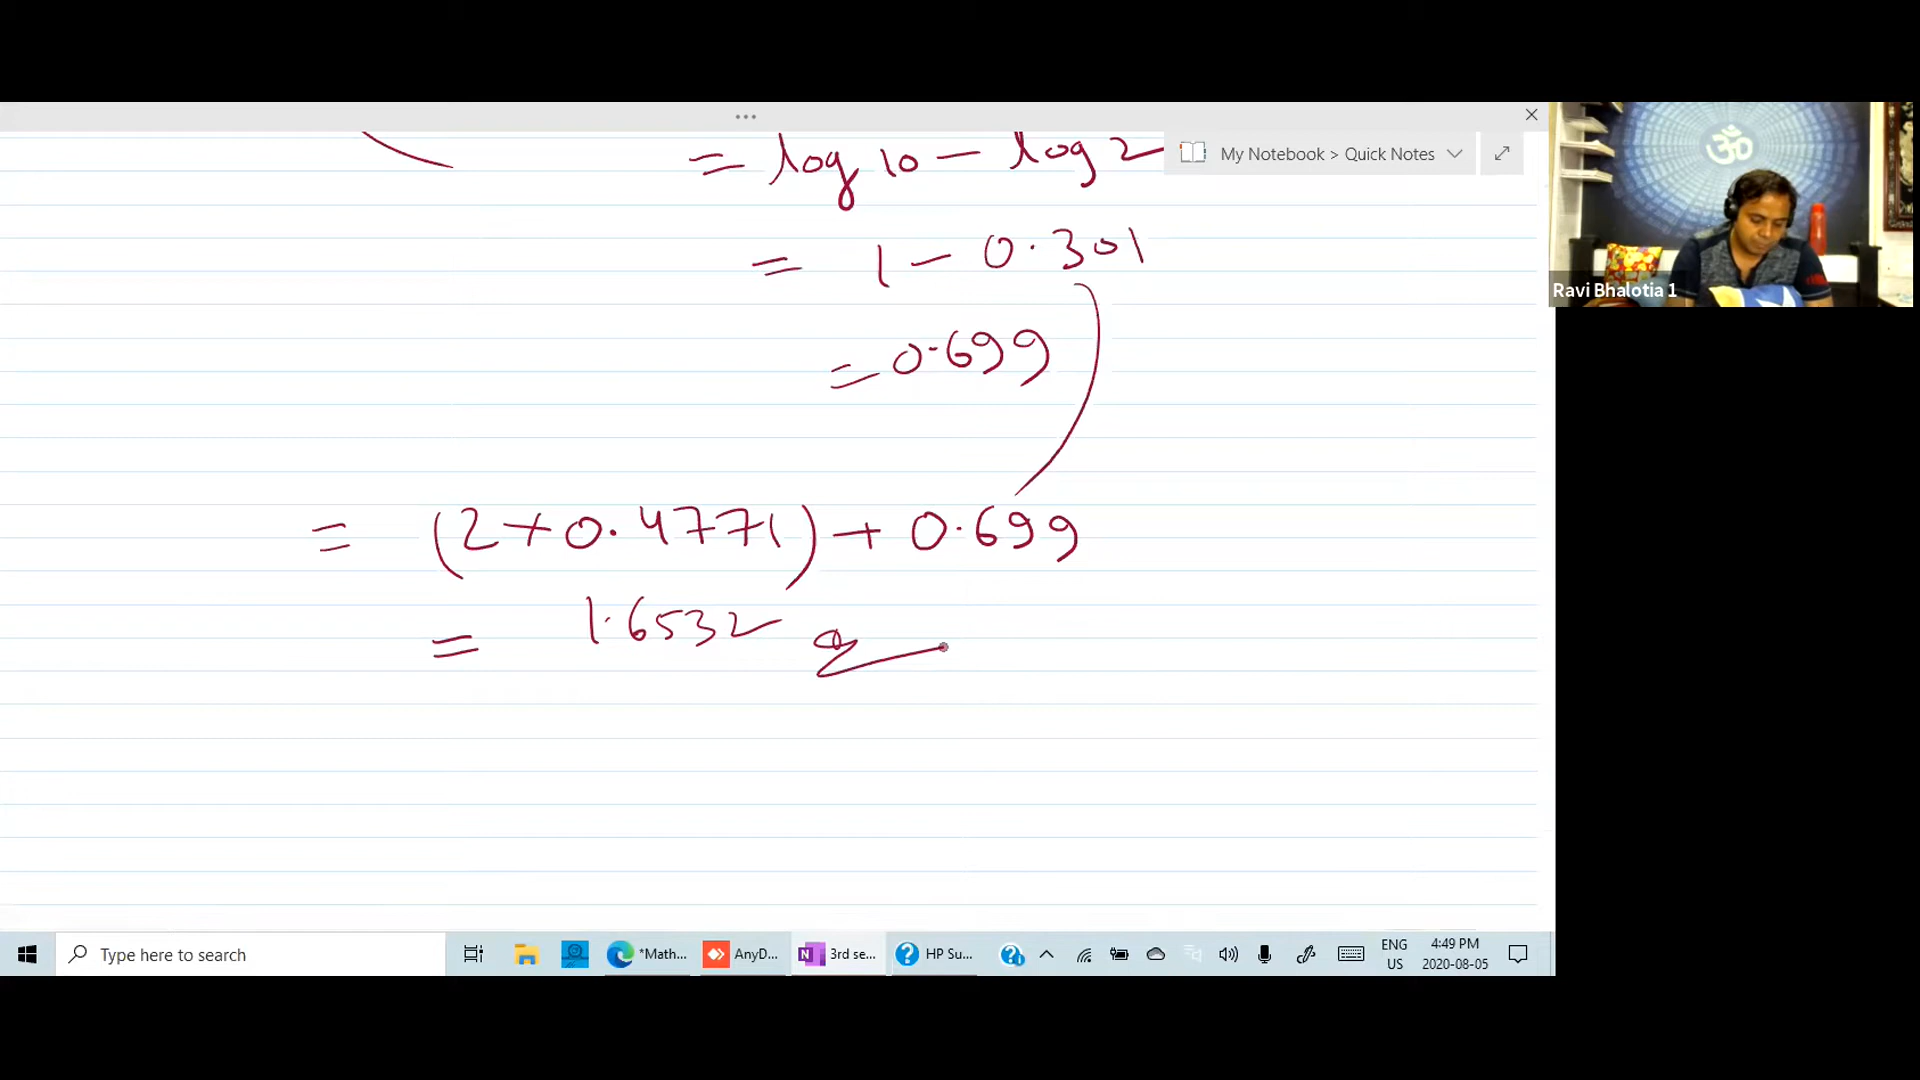 ...
= log 10 - log 2
My Notebook > Quick Notes
= 1 - 0.301
Ravi Bhalotia 1
= 0.699
= (2 + 0.4771) + 0.699
= 1.6532
Type here to search
*Math...
AnyD...
3rd se...
HP Su...
ENG
US
4:49 PM
2020-08-05